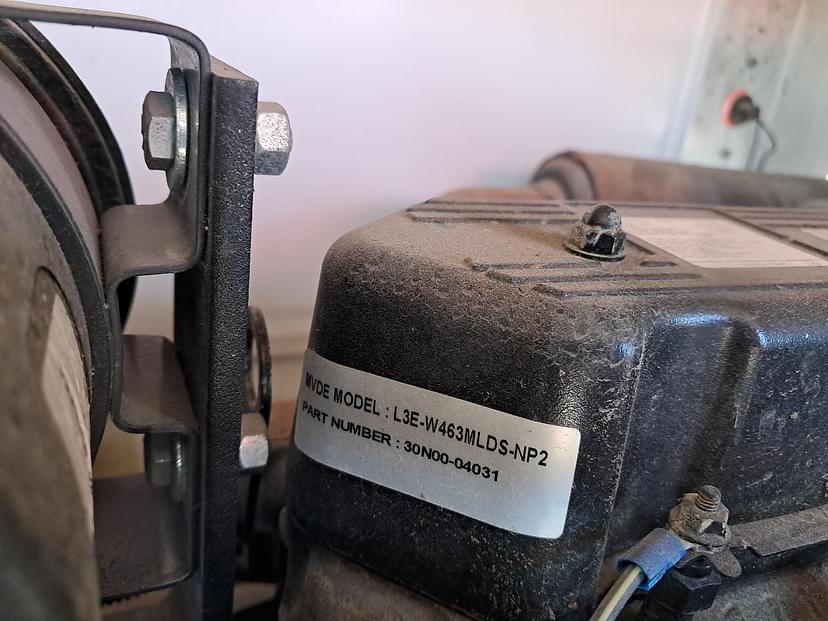 MVDE MODEL : L3E-W463MLDS-NP2
PART NUMBER : 30N00-04031